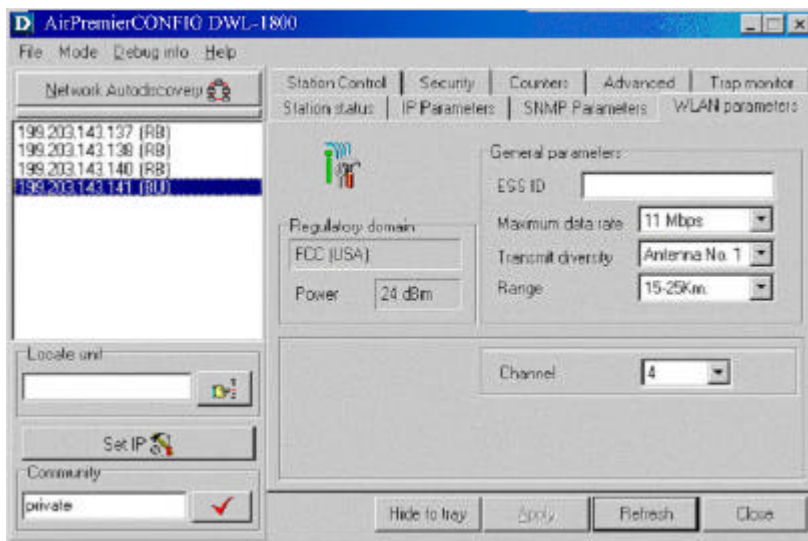 D AirPremierCONFIG DWL-1800
File Mode Debug info Help
Network Autodiscovery
199.203.143.137 (RB)
199.203.143.138 (RB)
199.203.143.140 (RB)
199.203.143.141 (BU)
Locale unit
Set IP
Community
private
Station Control Security Counters Advanced Trap monitor
Station status IP Parameters SNMP Parameters WLAN parameters
Regulatory domain
FCC (USA)
Power 24 dBm
General parameters
ESS ID
Maximum data rate 11 Mbps
Transmit diversity Antenna No. 1
Range 15-25Km.
Channel 4
Hide to tray Apply Refresh Close